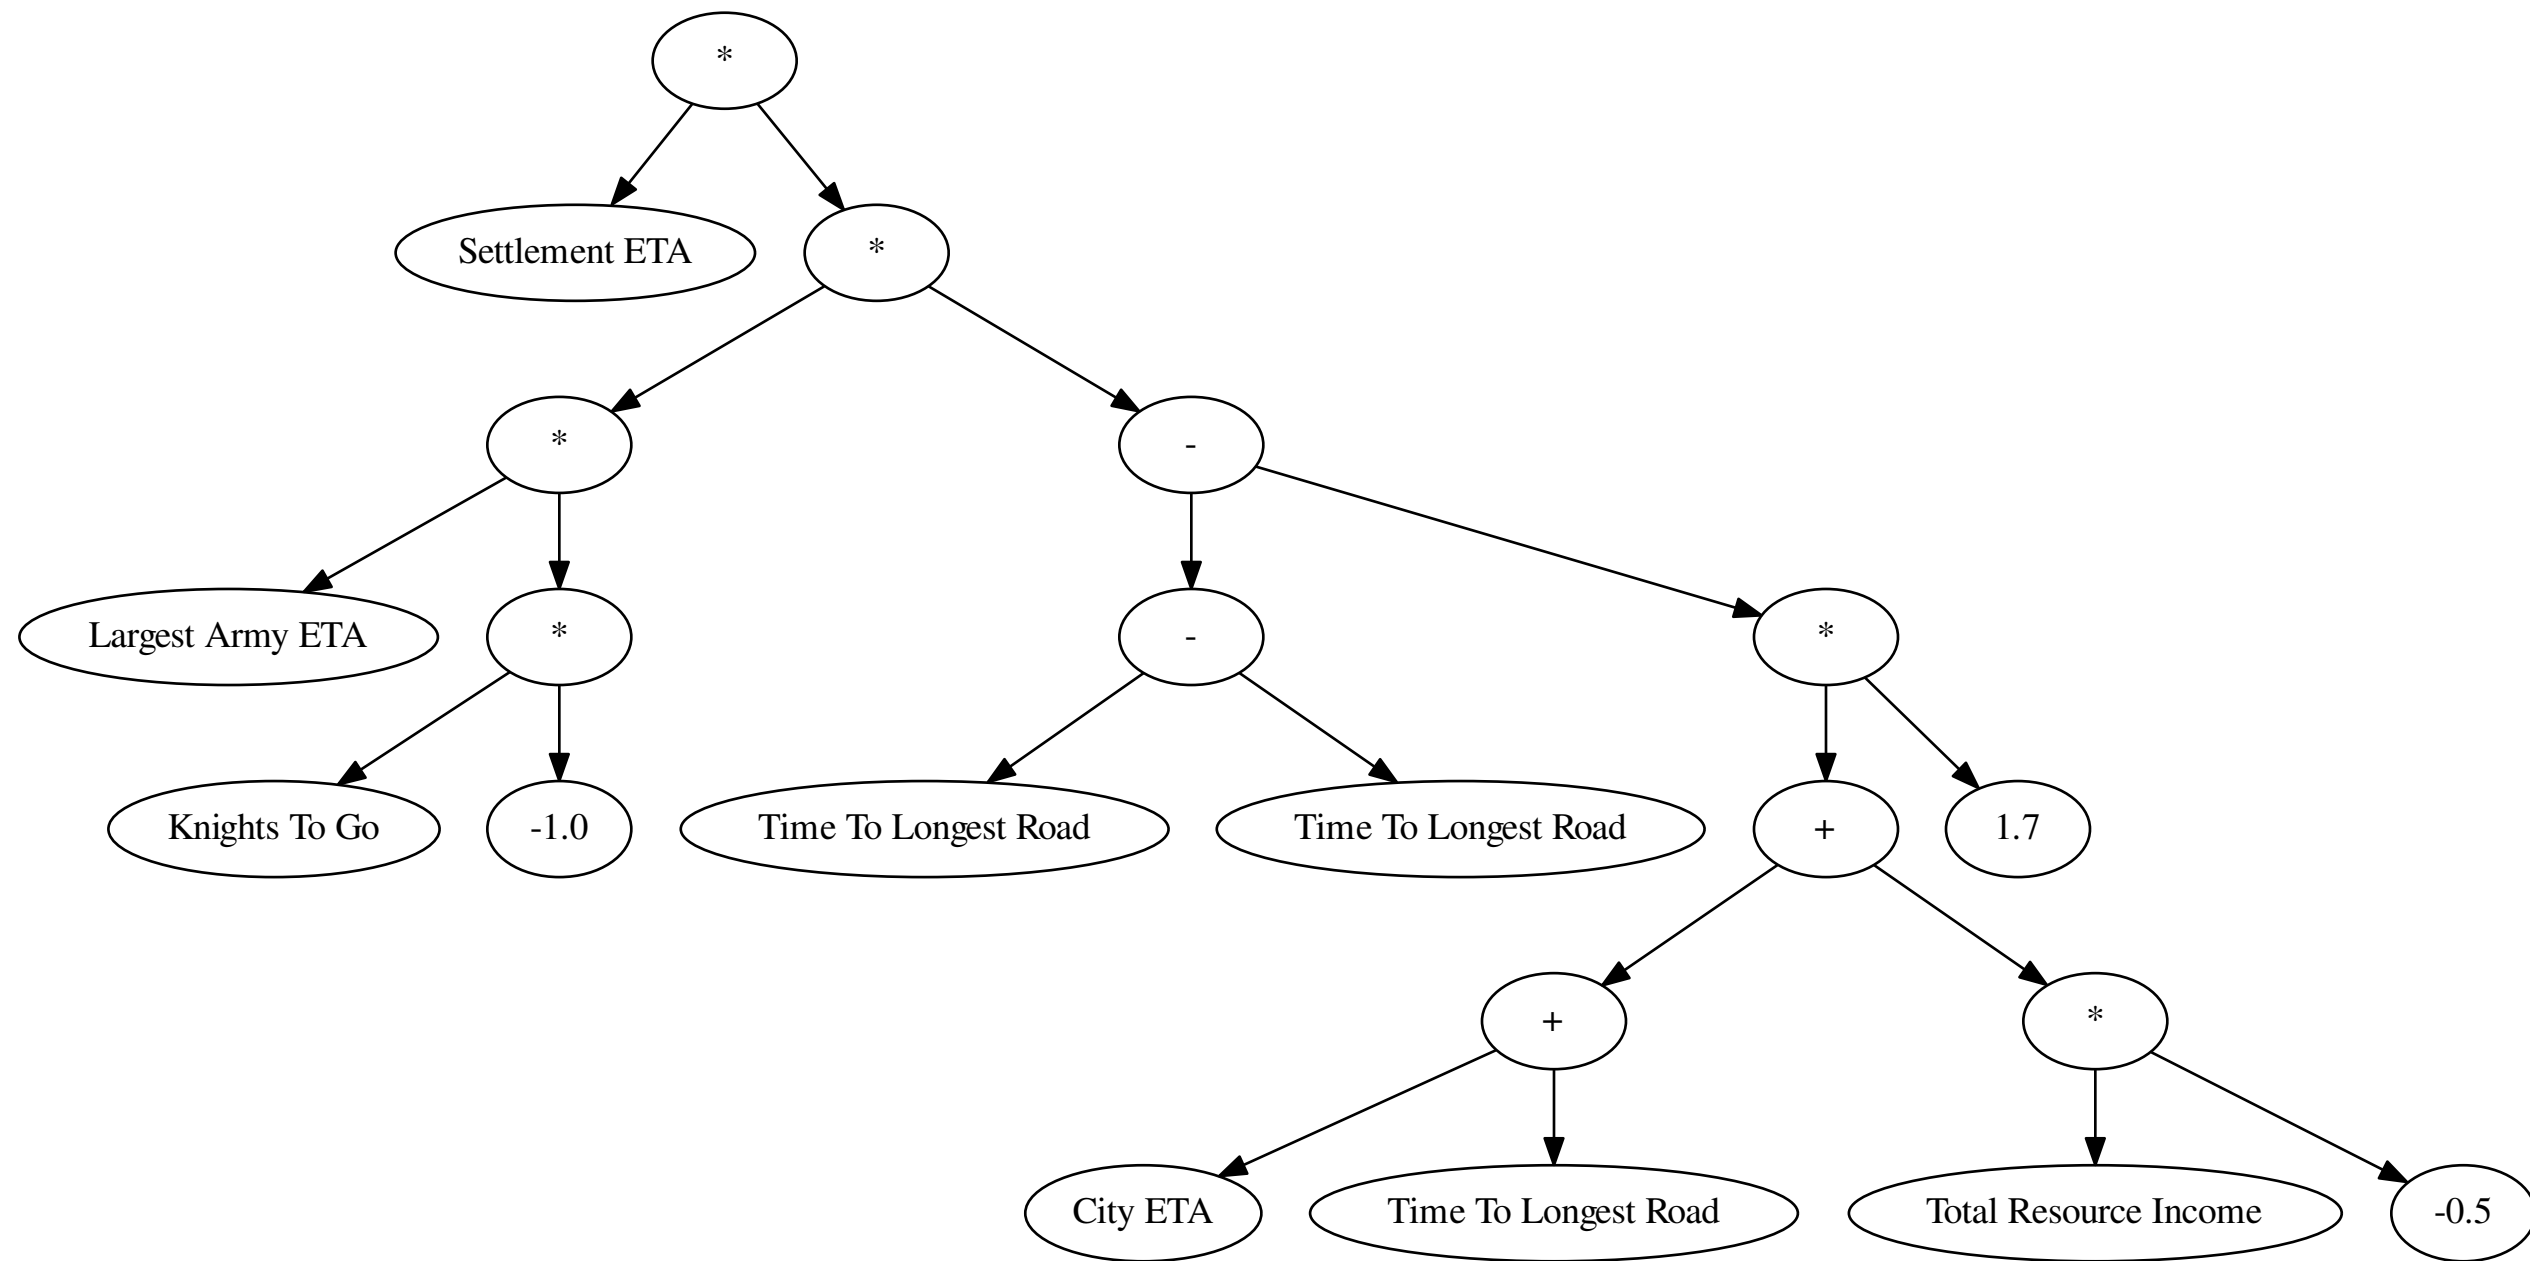 *
Settlement ETA
*
*
-
Largest Army ETA
*
-
*
Knights To Go
-1.0
Time To Longest Road
Time To Longest Road
+
1.7
+
*
City ETA
Time To Longest Road
Total Resource Income
-0.5